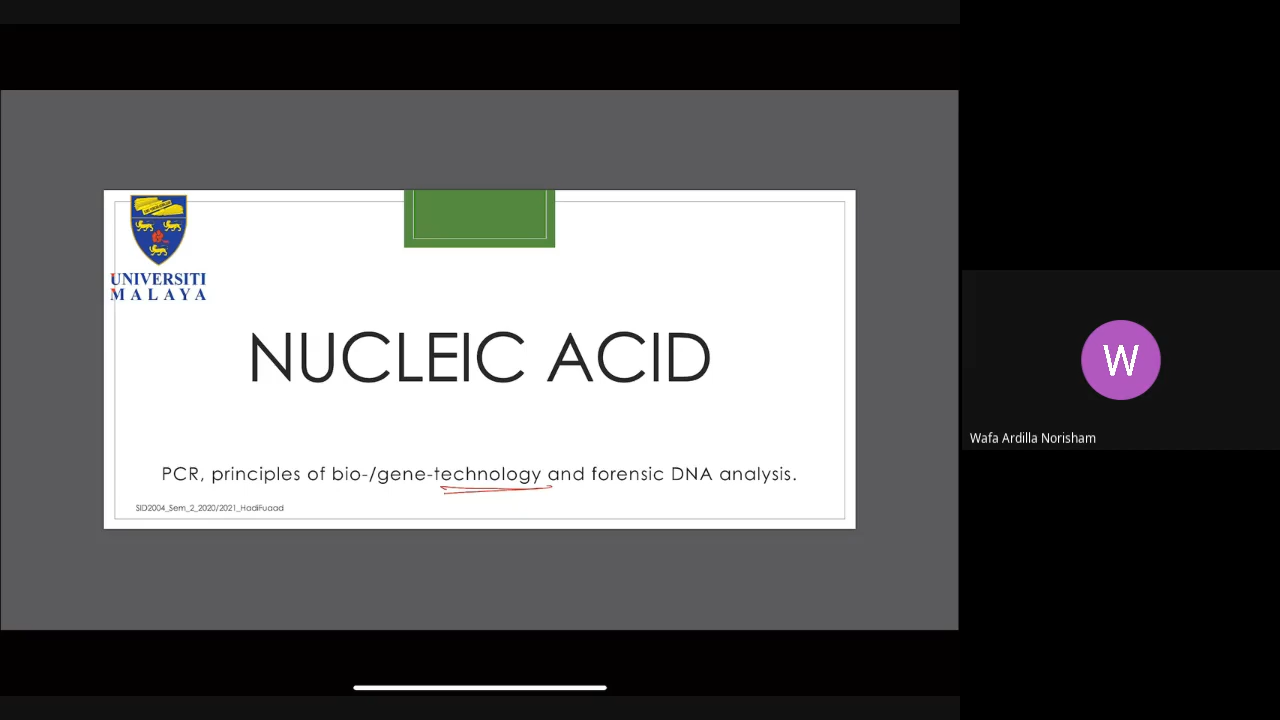 UNIVERSITI
MALAYA
NUCLEIC ACID
PCR, principles of bio-/gene-technology and forensic DNA analysis.
SID2004_Sem_2_2020/2021_HadiFuaad
W
Wafa Ardilla Norisham